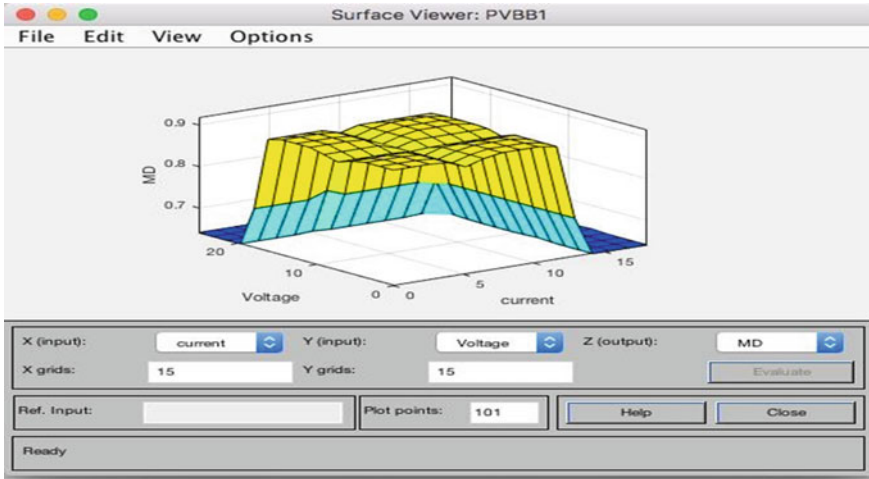 Surface Viewer: PVBB1
File Edit View Options
0.9
0.8
0.7
MD
20
10
0
Voltage
0
5
10
15
current
X (input): current Y (input): Voltage Z (output): MD
X grids: 15 Y grids: 15 Evaluate
Ref. Input: Plot points: 101 Help Close
Ready